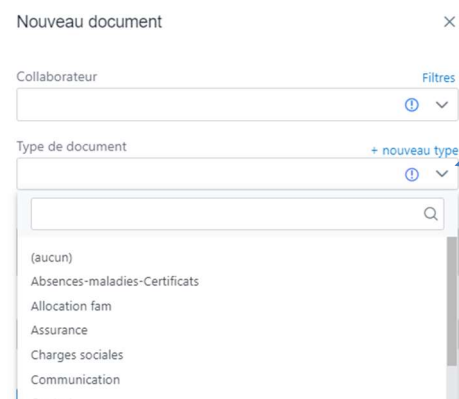 Nouveau document
Collaborateur
Filtres
Type de document
+ nouveau type
(aucun)
Absences-maladies-Certificats
Allocation fam
Assurance
Charges sociales
Communication